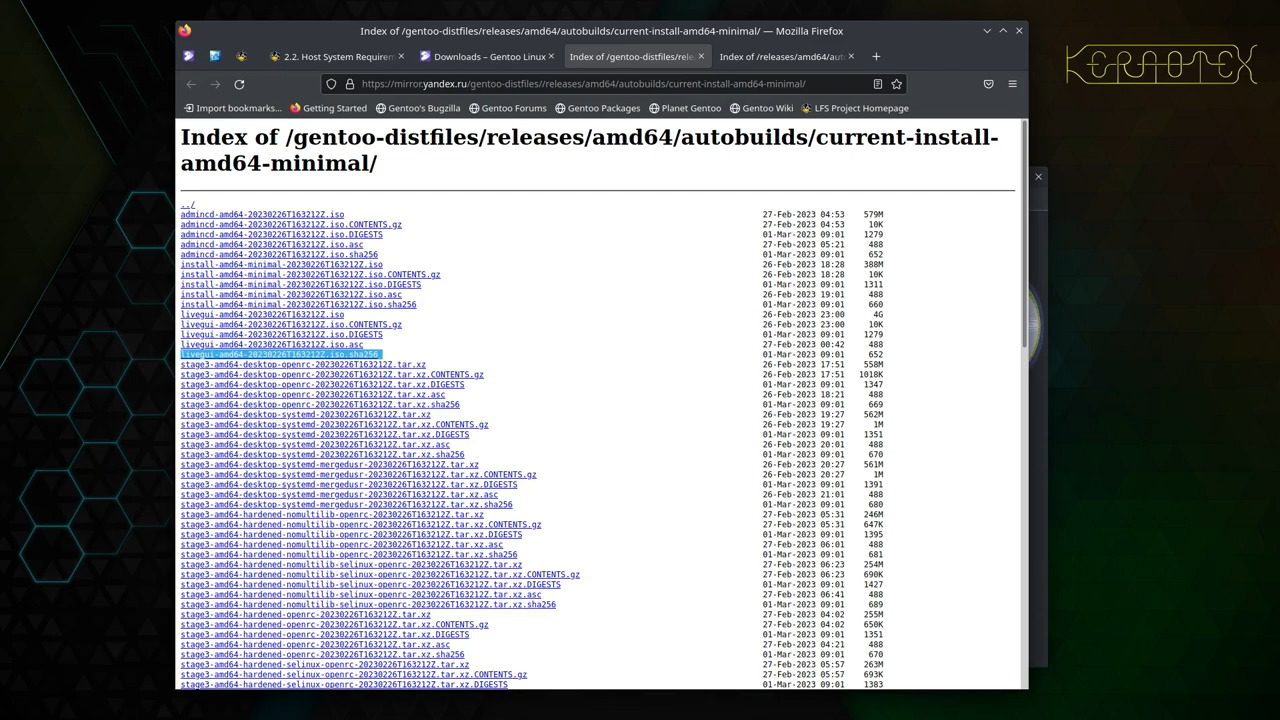 Index of /gentoo-distfiles/releases/amd64/autobuilds/current-install-amd64-minimal/ — Mozilla Firefox
2.2. Host System Requirem
Downloads – Gentoo Linux
Index of /gentoo-distfiles/rele
Index of /releases/amd64/aut
https://mirror.yandex.ru/gentoo-distfiles//releases/amd64/autobuilds/current-install-amd64-minimal/
Import bookmarks... Getting Started Gentoo's Bugzilla Gentoo Forums Gentoo Packages Planet Gentoo Gentoo Wiki LFS Project Homepage
KERNOTEX
Index of /gentoo-distfiles/releases/amd64/autobuilds/current-install-
amd64-minimal/
../
admincd-amd64-20230226T163212Z.iso 27-Feb-2023 04:53 579M
admincd-amd64-20230226T163212Z.iso.CONTENTS.gz 27-Feb-2023 04:53 10K
admincd-amd64-20230226T163212Z.iso.DIGESTS 01-Mar-2023 09:01 1279
admincd-amd64-20230226T163212Z.iso.asc 27-Feb-2023 05:21 488
admincd-amd64-20230226T163212Z.iso.sha256 01-Mar-2023 09:01 652
install-amd64-minimal-20230226T163212Z.iso 26-Feb-2023 18:28 388M
install-amd64-minimal-20230226T163212Z.iso.CONTENTS.gz 26-Feb-2023 18:28 10K
install-amd64-minimal-20230226T163212Z.iso.DIGESTS 01-Mar-2023 09:01 1311
install-amd64-minimal-20230226T163212Z.iso.asc 26-Feb-2023 19:01 488
install-amd64-minimal-20230226T163212Z.iso.sha256 01-Mar-2023 09:01 660
livegui-amd64-20230226T163212Z.iso 26-Feb-2023 23:00 4G
livegui-amd64-20230226T163212Z.iso.CONTENTS.gz 26-Feb-2023 23:00 10K
livegui-amd64-20230226T163212Z.iso.DIGESTS 01-Mar-2023 09:01 1279
livegui-amd64-20230226T163212Z.iso.asc 27-Feb-2023 00:42 488
livegui-amd64-20230226T163212Z.iso.sha256 01-Mar-2023 09:01 652
stage3-amd64-desktop-openrc-20230226T163212Z.tar.xz 26-Feb-2023 17:51 558M
stage3-amd64-desktop-openrc-20230226T163212Z.tar.xz.CONTENTS.gz 26-Feb-2023 17:51 1018K
stage3-amd64-desktop-openrc-20230226T163212Z.tar.xz.DIGESTS 01-Mar-2023 09:01 1347
stage3-amd64-desktop-openrc-20230226T163212Z.tar.xz.asc 26-Feb-2023 18:21 488
stage3-amd64-desktop-openrc-20230226T163212Z.tar.xz.sha256 01-Mar-2023 09:01 669
stage3-amd64-desktop-systemd-20230226T163212Z.tar.xz 26-Feb-2023 19:27 562M
stage3-amd64-desktop-systemd-20230226T163212Z.tar.xz.CONTENTS.gz 26-Feb-2023 19:27 1M
stage3-amd64-desktop-systemd-20230226T163212Z.tar.xz.DIGESTS 01-Mar-2023 09:01 1351
stage3-amd64-desktop-systemd-20230226T163212Z.tar.xz.asc 26-Feb-2023 20:01 488
stage3-amd64-desktop-systemd-20230226T163212Z.tar.xz.sha256 01-Mar-2023 09:01 670
stage3-amd64-desktop-systemd-mergedusr-20230226T163212Z.tar.xz 26-Feb-2023 20:27 561M
stage3-amd64-desktop-systemd-mergedusr-20230226T163212Z.tar.xz.CONTENTS.gz 26-Feb-2023 20:27 1M
stage3-amd64-desktop-systemd-mergedusr-20230226T163212Z.tar.xz.DIGESTS 01-Mar-2023 09:01 1391
stage3-amd64-desktop-systemd-mergedusr-20230226T163212Z.tar.xz.asc 26-Feb-2023 21:01 488
stage3-amd64-desktop-systemd-mergedusr-20230226T163212Z.tar.xz.sha256 01-Mar-2023 09:01 680
stage3-amd64-hardened-nomultilib-openrc-20230226T163212Z.tar.xz 27-Feb-2023 05:31 246M
stage3-amd64-hardened-nomultilib-openrc-20230226T163212Z.tar.xz.CONTENTS.gz 27-Feb-2023 05:31 647K
stage3-amd64-hardened-nomultilib-openrc-20230226T163212Z.tar.xz.DIGESTS 01-Mar-2023 09:01 1395
stage3-amd64-hardened-nomultilib-openrc-20230226T163212Z.tar.xz.asc 27-Feb-2023 06:01 488
stage3-amd64-hardened-nomultilib-openrc-20230226T163212Z.tar.xz.sha256 01-Mar-2023 09:01 681
stage3-amd64-hardened-nomultilib-selinux-openrc-20230226T163212Z.tar.xz 27-Feb-2023 06:23 254M
stage3-amd64-hardened-nomultilib-selinux-openrc-20230226T163212Z.tar.xz.CONTENTS.gz 27-Feb-2023 06:23 690K
stage3-amd64-hardened-nomultilib-selinux-openrc-20230226T163212Z.tar.xz.DIGESTS 01-Mar-2023 09:01 1427
stage3-amd64-hardened-nomultilib-selinux-openrc-20230226T163212Z.tar.xz.asc 27-Feb-2023 06:41 488
stage3-amd64-hardened-nomultilib-selinux-openrc-20230226T163212Z.tar.xz.sha256 01-Mar-2023 09:01 689
stage3-amd64-hardened-openrc-20230226T163212Z.tar.xz 27-Feb-2023 04:02 255M
stage3-amd64-hardened-openrc-20230226T163212Z.tar.xz.CONTENTS.gz 27-Feb-2023 04:02 650K
stage3-amd64-hardened-openrc-20230226T163212Z.tar.xz.DIGESTS 01-Mar-2023 09:01 1351
stage3-amd64-hardened-openrc-20230226T163212Z.tar.xz.asc 27-Feb-2023 04:21 488
stage3-amd64-hardened-openrc-20230226T163212Z.tar.xz.sha256 01-Mar-2023 09:01 670
stage3-amd64-hardened-selinux-openrc-20230226T163212Z.tar.xz 27-Feb-2023 05:57 263M
stage3-amd64-hardened-selinux-openrc-20230226T163212Z.tar.xz.CONTENTS.gz 27-Feb-2023 05:57 693K
stage3-amd64-hardened-selinux-openrc-20230226T163212Z.tar.xz.DIGESTS 01-Mar-2023 09:01 1383